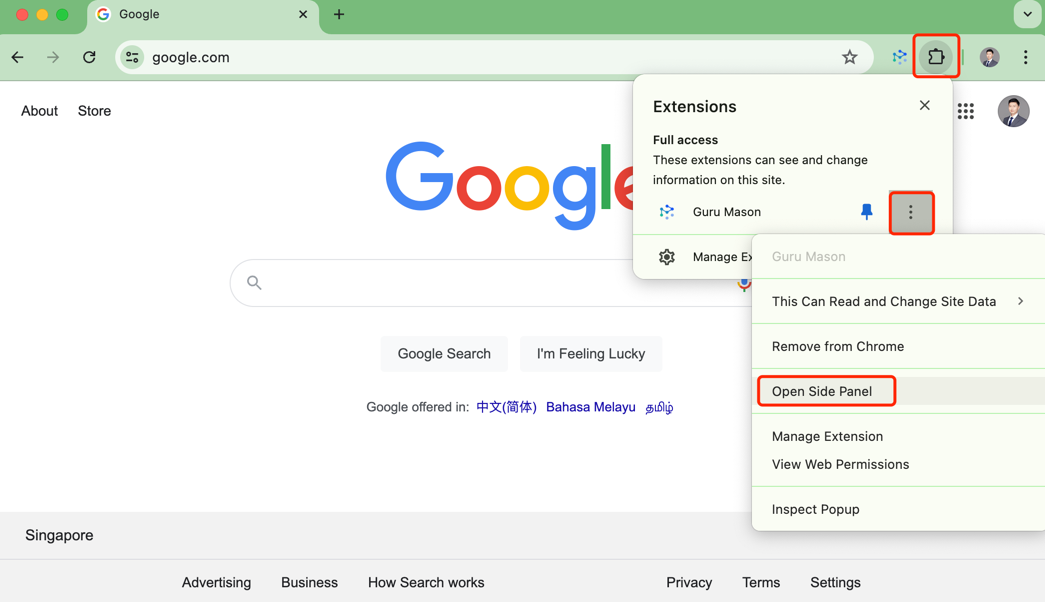 Google
google.com
About
Store
Google
Extensions
Full access
These extensions can see and change
information on this site.
Guru Mason
Manage Ex
Guru Mason
This Can Read and Change Site Data
Remove from Chrome
Open Side Panel
Manage Extension
View Web Permissions
Inspect Popup
Google Search
I'm Feeling Lucky
Google offered in: 中文(简体) Bahasa Melayu தமிழ்
Singapore
Advertising Business How Search works Privacy Terms Settings